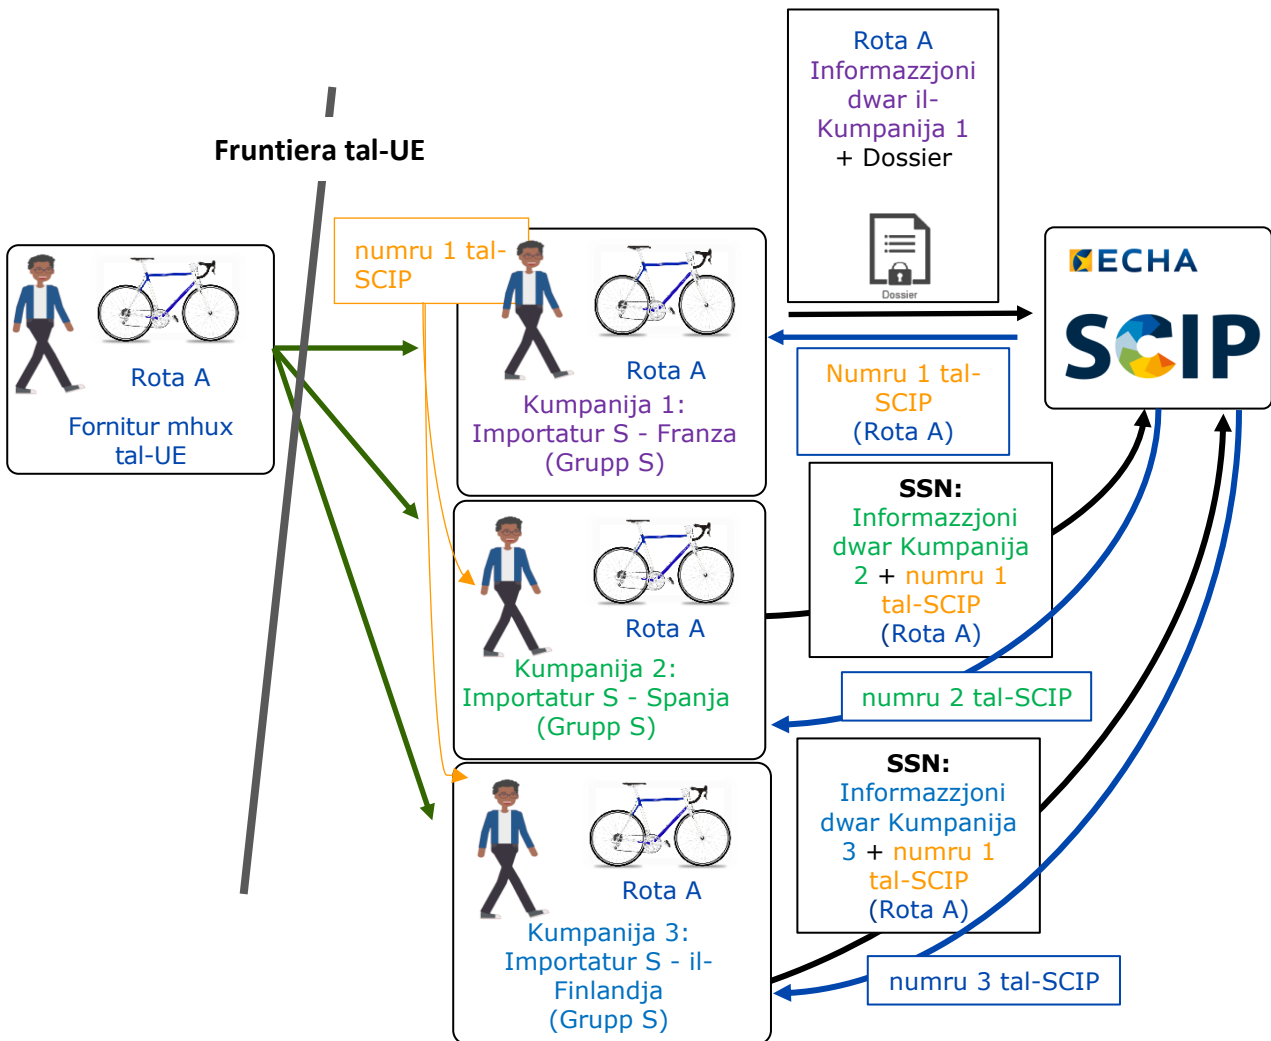 Fruntiera tal-UE
Rota A
Fornitur mhux
tal-UE
numru 1 tal-
SCIP
Rota A
Kumpanija 1:
Importatur S - Franza
(Grupp S)
Rota A
Informazzjoni
dwar il-
Kumpanija 1
+ Dossier
Dossier
ECHA
SCIP
Numru 1 tal-
SCIP
(Rota A)
Rota A
Kumpanija 2:
Importatur S - Spanja
(Grupp S)
SSN:
Informazzjoni
dwar Kumpanija
2 + numru 1
tal-SCIP
(Rota A)
numru 2 tal-SCIP
Rota A
Kumpanija 3:
Importatur S - il-
Finlandja
(Grupp S)
SSN:
Informazzjoni
dwar Kumpanija
3 + numru 1
tal-SCIP
(Rota A)
numru 3 tal-SCIP